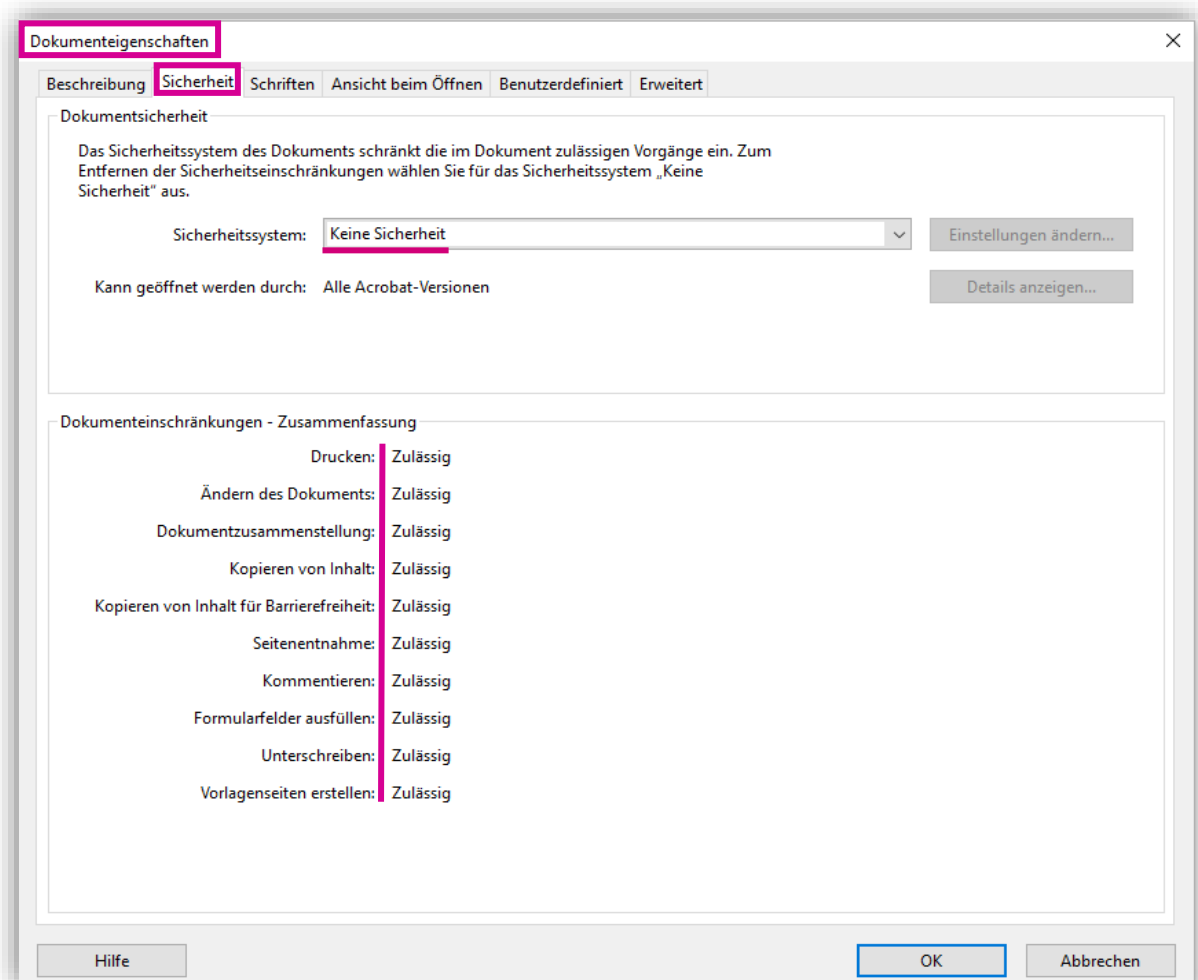 Dokumenteigenschaften
Beschreibung Sicherheit Schriften Ansicht beim Öffnen Benutzerdefiniert Erweitert
Dokumentsicherheit
Das Sicherheitssystem des Dokuments schränkt die im Dokument zulässigen Vorgänge ein. Zum
Entfernen der Sicherheitseinschränkungen wählen Sie für das Sicherheitssystem „Keine
Sicherheit“ aus.
Sicherheitssystem: Keine Sicherheit Einstellungen ändern...
Kann geöffnet werden durch: Alle Acrobat-Versionen Details anzeigen...
Dokumenteinschränkungen - Zusammenfassung
Drucken: Zulässig
Ändern des Dokuments: Zulässig
Dokumentzusammenstellung: Zulässig
Kopieren von Inhalt: Zulässig
Kopieren von Inhalt für Barrierefreiheit: Zulässig
Seitenentnahme: Zulässig
Kommentieren: Zulässig
Formularfelder ausfüllen: Zulässig
Unterschreiben: Zulässig
Vorlagenseiten erstellen: Zulässig
Hilfe OK Abbrechen